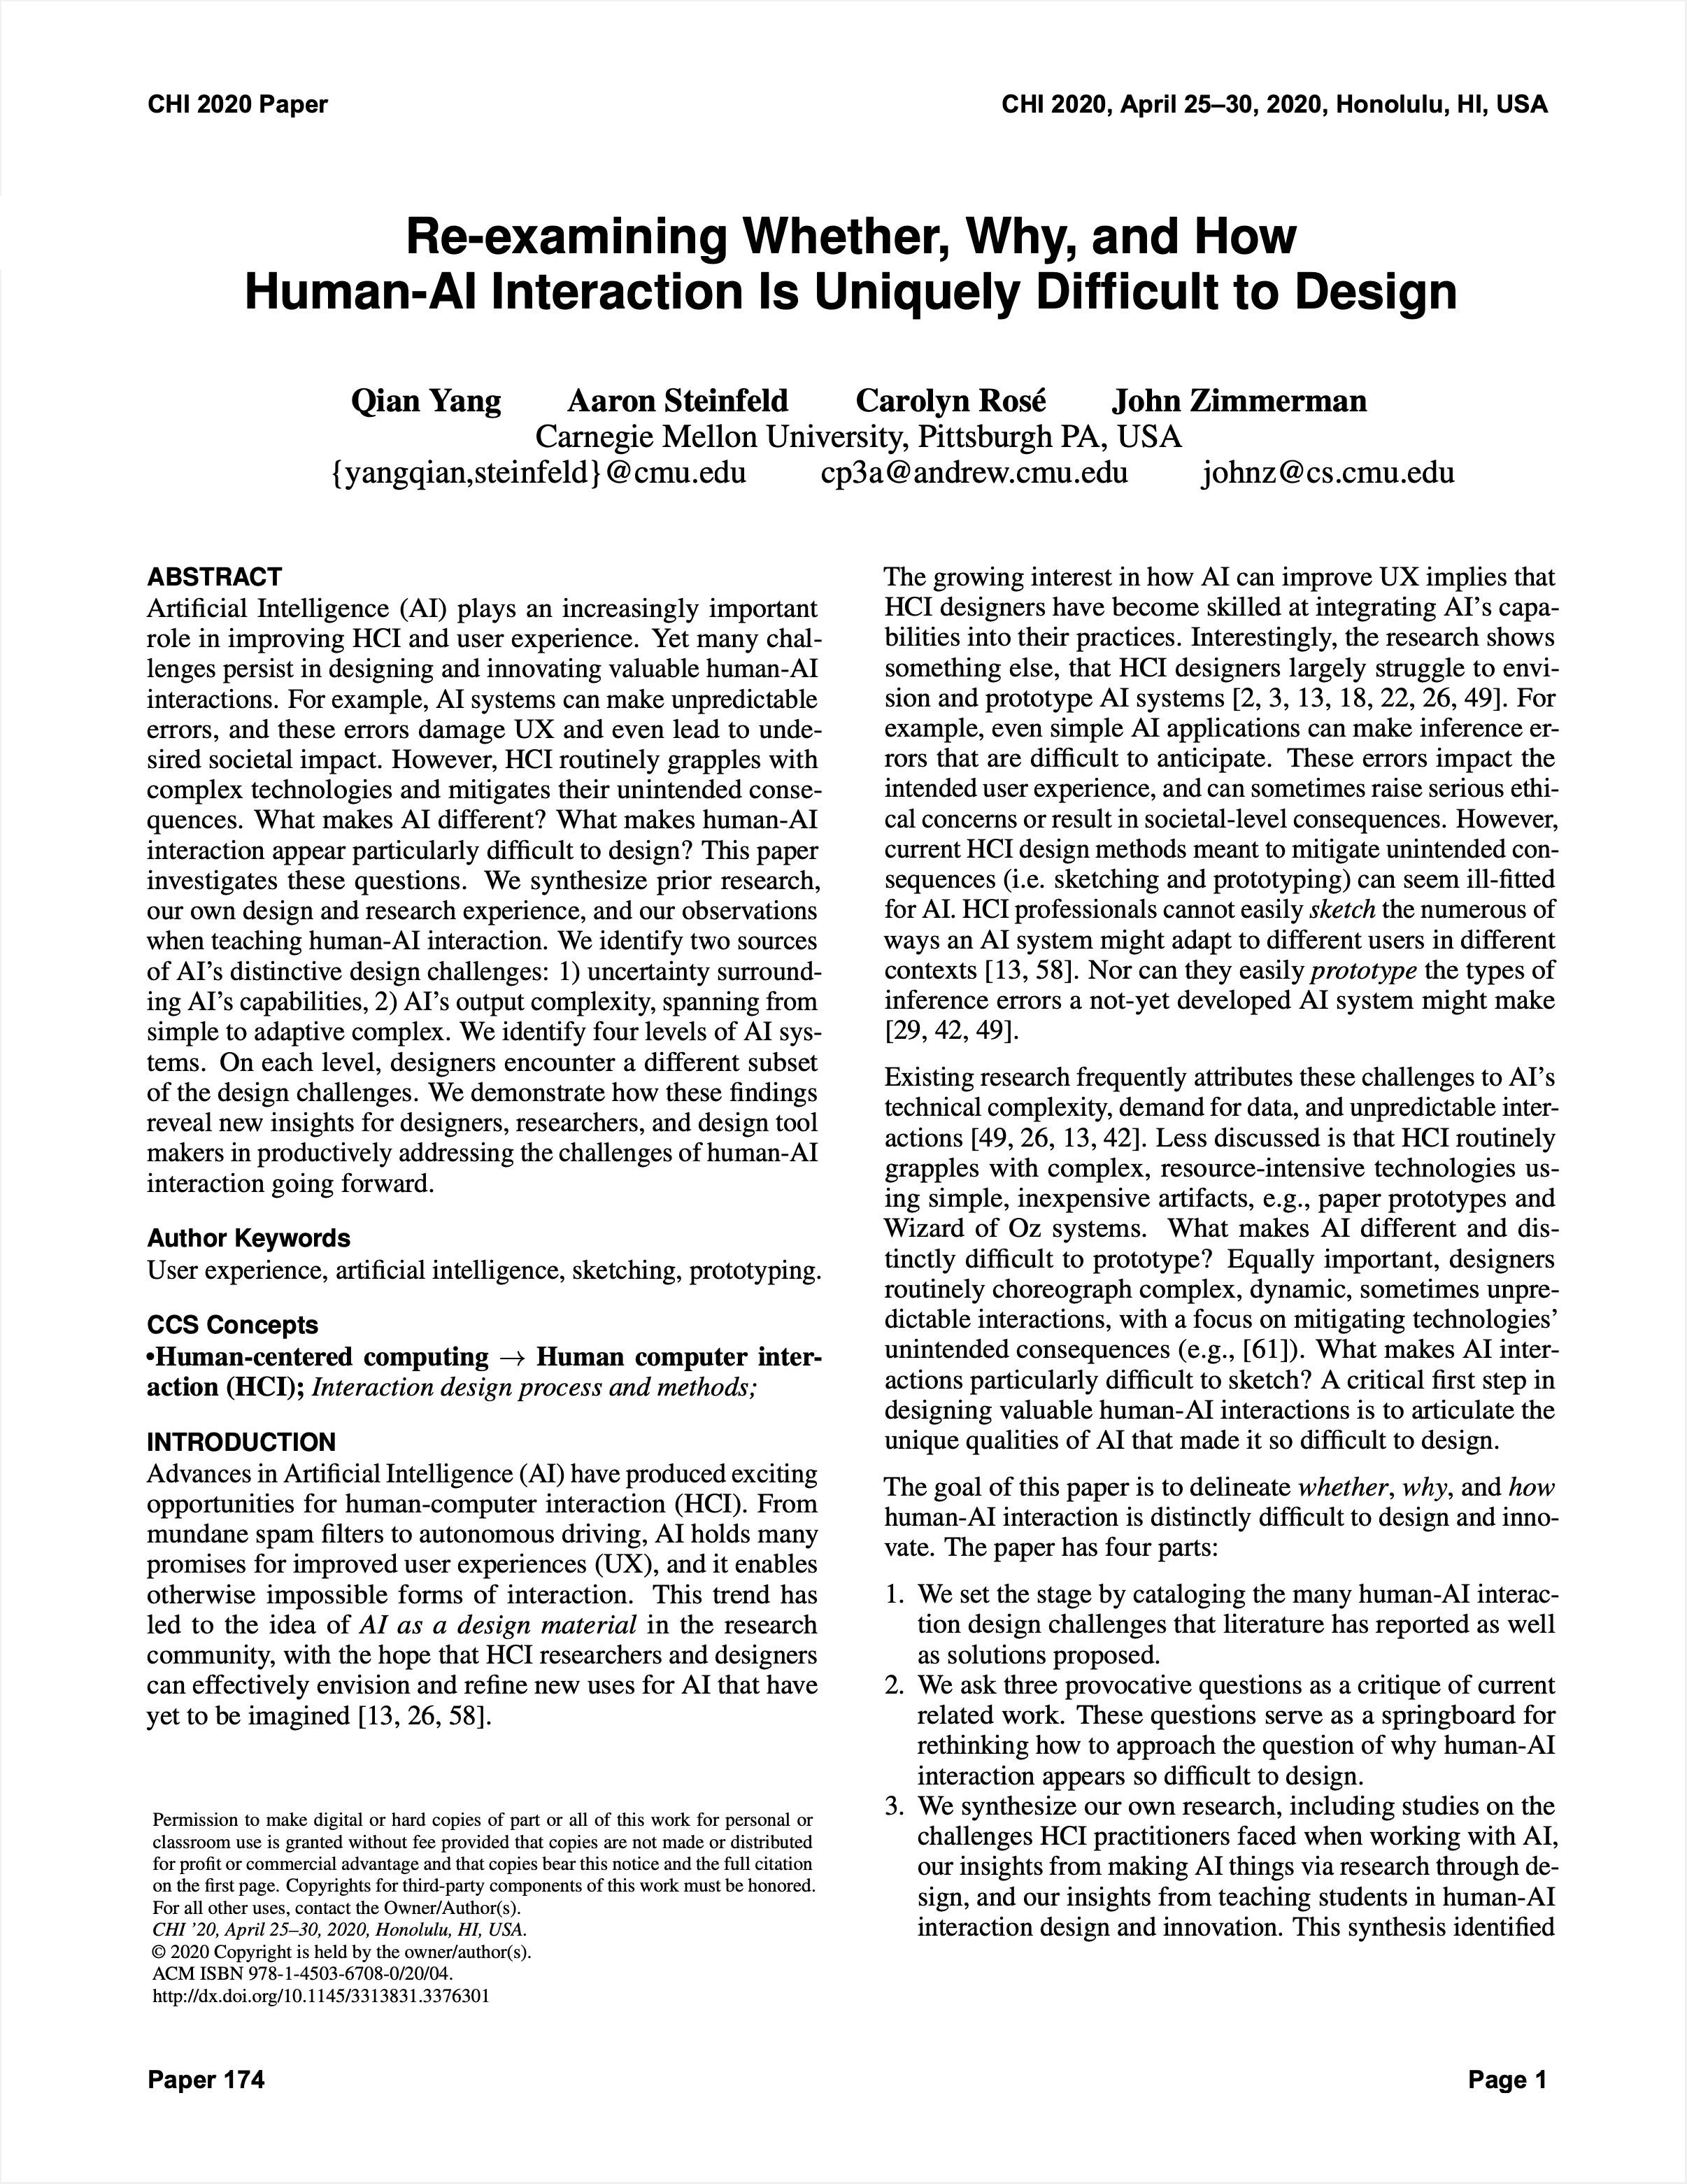 CHI 2020 Paper
CHI 2020, April 25–30, 2020, Honolulu, HI, USA
Re-examining Whether, Why, and How
Human-AI Interaction Is Uniquely Difficult to Design
Qian Yang Aaron Steinfeld Carolyn Rosé John Zimmerman
Carnegie Mellon University, Pittsburgh PA, USA
{yangqian,steinfeld}@cmu.edu cp3a@andrew.cmu.edu johnz@cs.cmu.edu
ABSTRACT
Artificial Intelligence (AI) plays an increasingly important
role in improving HCI and user experience. Yet many chal-
lenges persist in designing and innovating valuable human-AI
interactions. For example, AI systems can make unpredictable
errors, and these errors damage UX and even lead to unde-
sired societal impact. However, HCI routinely grapples with
complex technologies and mitigates their unintended conse-
quences. What makes AI different? What makes human-AI
interaction appear particularly difficult to design? This paper
investigates these questions. We synthesize prior research,
our own design and research experience, and our observations
when teaching human-AI interaction. We identify two sources
of AI's distinctive design challenges: 1) uncertainty surround-
ing AI's capabilities, 2) AI's output complexity, spanning from
simple to adaptive complex. We identify four levels of AI sys-
tems. On each level, designers encounter a different subset
of the design challenges. We demonstrate how these findings
reveal new insights for designers, researchers, and design tool
makers in productively addressing the challenges of human-AI
interaction going forward.
Author Keywords
User experience, artificial intelligence, sketching, prototyping.
CCS Concepts
•Human-centered computing → Human computer inter-
action (HCI); Interaction design process and methods;
INTRODUCTION
Advances in Artificial Intelligence (AI) have produced exciting
opportunities for human-computer interaction (HCI). From
mundane spam filters to autonomous driving, AI holds many
promises for improved user experiences (UX), and it enables
otherwise impossible forms of interaction. This trend has
led to the idea of AI as a design material in the research
community, with the hope that HCI researchers and designers
can effectively envision and refine new uses for AI that have
yet to be imagined [13, 26, 58].
Permission to make digital or hard copies of part or all of this work for personal or
classroom use is granted without fee provided that copies are not made or distributed
for profit or commercial advantage and that copies bear this notice and the full citation
on the first page. Copyrights for third-party components of this work must be honored.
For all other uses, contact the Owner/Author(s).
CHI '20, April 25–30, 2020, Honolulu, HI, USA.
© 2020 Copyright is held by the owner/author(s).
ACM ISBN 978-1-4503-6708-0/20/04.
http://dx.doi.org/10.1145/3313831.3376301
The growing interest in how AI can improve UX implies that
HCI designers have become skilled at integrating AI's capa-
bilities into their practices. Interestingly, the research shows
something else, that HCI designers largely struggle to envi-
sion and prototype AI systems [2, 3, 13, 18, 22, 26, 49]. For
example, even simple AI applications can make inference er-
rors that are difficult to anticipate. These errors impact the
intended user experience, and can sometimes raise serious ethi-
cal concerns or result in societal-level consequences. However,
current HCI design methods meant to mitigate unintended con-
sequences (i.e. sketching and prototyping) can seem ill-fitted
for AI. HCI professionals cannot easily sketch the numerous of
ways an AI system might adapt to different users in different
contexts [13, 58]. Nor can they easily prototype the types of
inference errors a not-yet developed AI system might make
[29, 42, 49].
Existing research frequently attributes these challenges to AI's
technical complexity, demand for data, and unpredictable inter-
actions [49, 26, 13, 42]. Less discussed is that HCI routinely
grapples with complex, resource-intensive technologies us-
ing simple, inexpensive artifacts, e.g., paper prototypes and
Wizard of Oz systems. What makes AI different and dis-
tinctly difficult to prototype? Equally important, designers
routinely choreograph complex, dynamic, sometimes unpre-
dictable interactions, with a focus on mitigating technologies'
unintended consequences (e.g., [61]). What makes AI inter-
actions particularly difficult to sketch? A critical first step in
designing valuable human-AI interactions is to articulate the
unique qualities of AI that made it so difficult to design.
The goal of this paper is to delineate whether, why, and how
human-AI interaction is distinctly difficult to design and inno-
vate. The paper has four parts:
1. We set the stage by cataloging the many human-AI interac-
tion design challenges that literature has reported as well
as solutions proposed.
2. We ask three provocative questions as a critique of current
related work. These questions serve as a springboard for
rethinking how to approach the question of why human-AI
interaction appears so difficult to design.
3. We synthesize our own research, including studies on the
challenges HCI practitioners faced when working with AI,
our insights from making AI things via research through de-
sign, and our insights from teaching students in human-AI
interaction design and innovation. This synthesis identified
Paper 174
Page 1